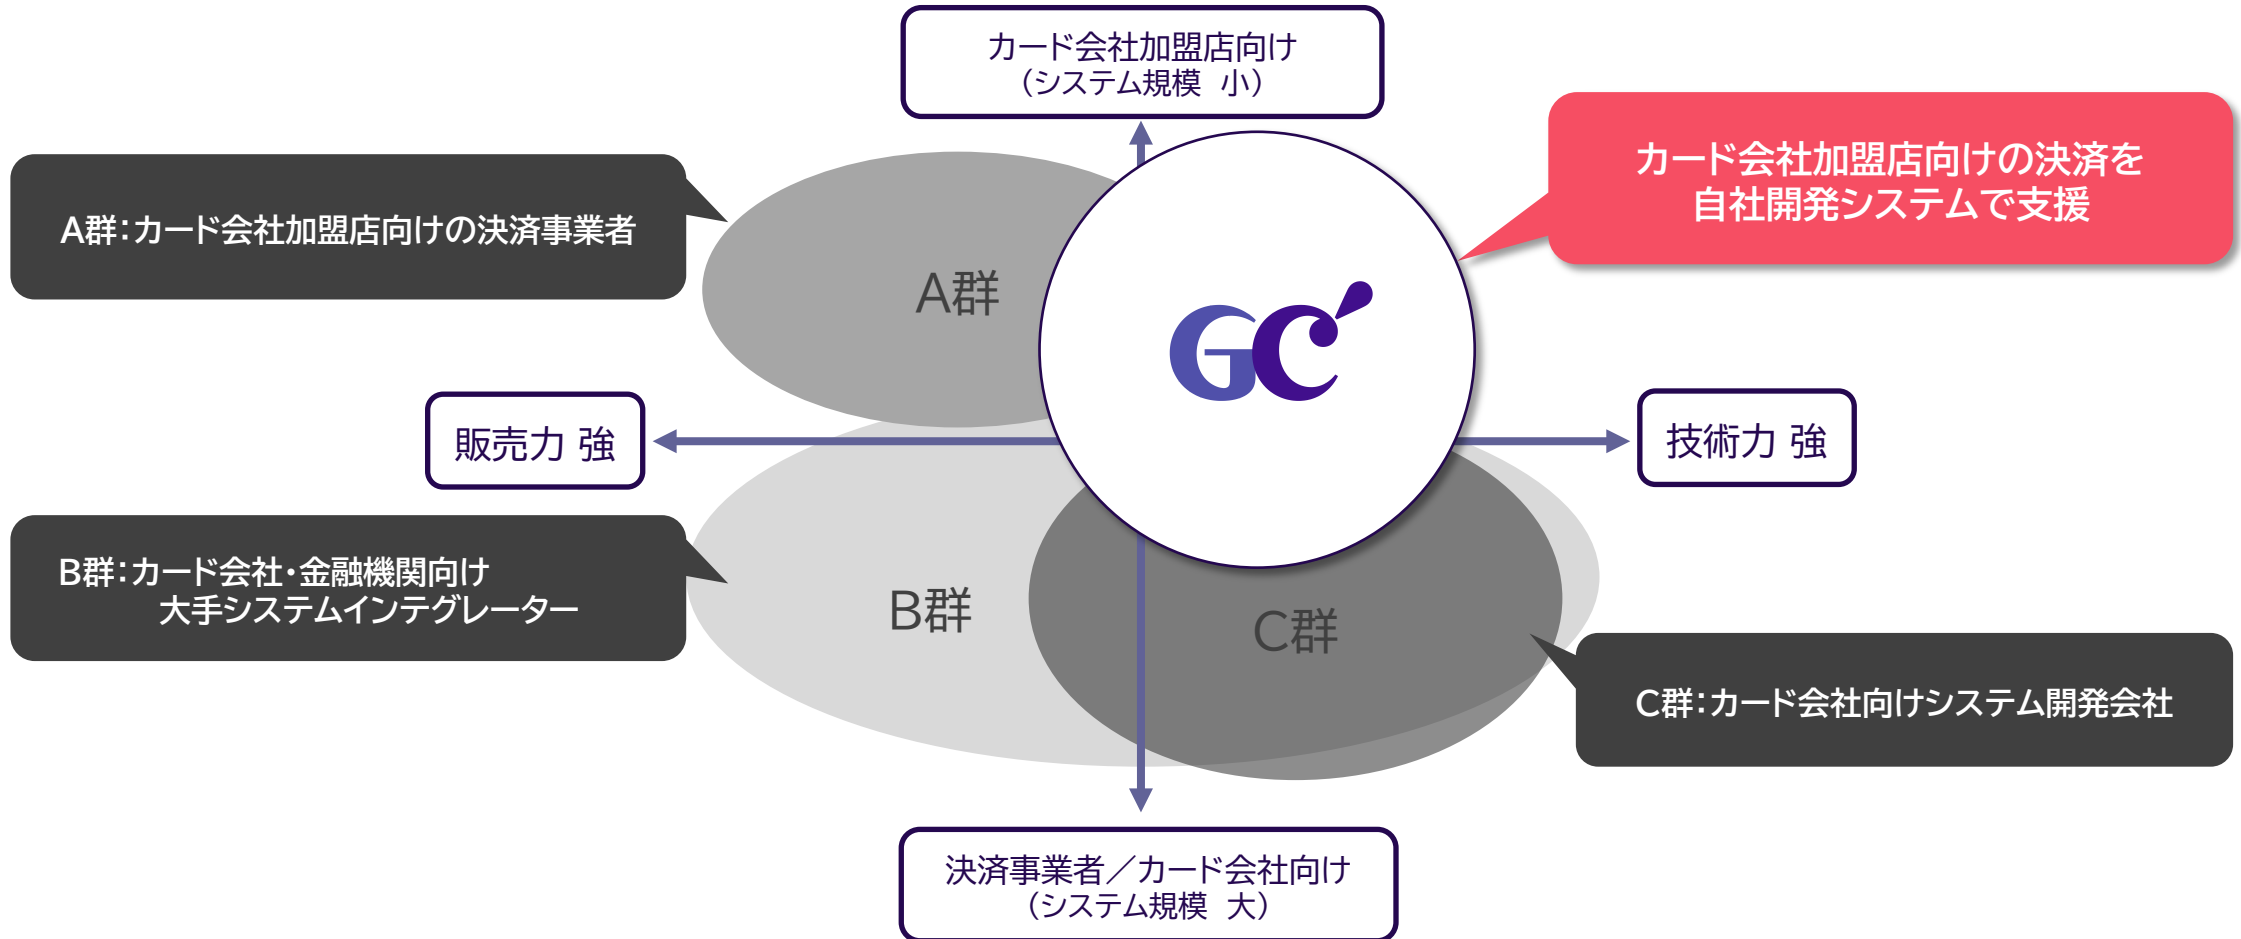 カード会社加盟店向け
（システム規模　小）
カード会社加盟店向けの決済を
自社開発システムで支援
A群：カード会社加盟店向けの決済事業者
A群
GC
販売力 強
技術力 強
B群：カード会社・金融機関向け
大手システムインテグレーター
B群
C群
C群：カード会社向けシステム開発会社
決済事業者／カード会社向け
（システム規模　大）